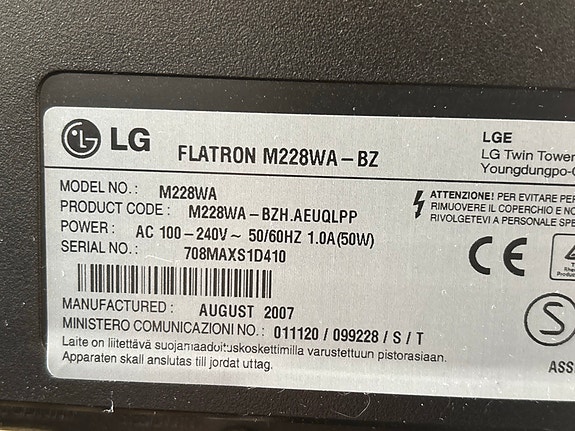 LG FLATRON M228WA-BZ
MODEL NO.: M228WA
PRODUCT CODE: M228WA-BZH.AEUQLPP
POWER: AC 100-240V~ 50/60HZ 1.0A(50W)
SERIAL NO.: 708MAXS1D410
MANUFACTURED: AUGUST 2007
MINISTERO COMUNICAZIONI NO.: 011120 / 099228 / S / T
Laite on liitettävä suojamaadoituskoskettimilla varustettuun pistorasiaan.
Apparaten skall anslutas till jordat uttag.
LGE
LG Twin Tower
Youngdungpo-
ATTENZIONE! PER EVITARE PER
RIMUOVERE IL COPERCHIO E NO
RIVOLGETEVI A PERSONALE SPE
CE
S
ASS